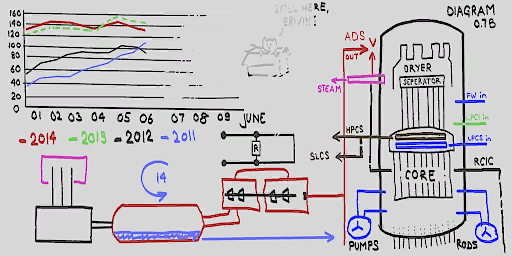 160
140
120
100
80
60
40
20
0
01 02 03 04 05 06 07 08 09 JUNE
- 2014 - 2013 - 2012 - 2011
HERE,
ERWIN!
DIAGRAM
0.7B
ADS
OUT
V
STEAM
DRYER
SEPERATOR
FW in
LPCI in
LPCS in
HPCS
SLCS
RCIC
CORE
R
14
PUMPS
RODS